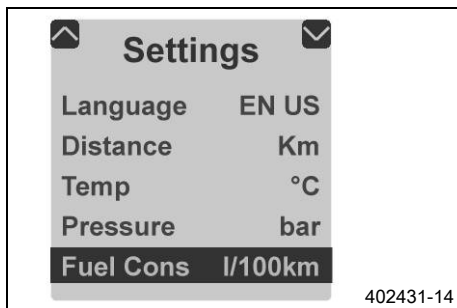 Settings
Language EN US
Distance Km
Temp °C
Pressure bar
Fuel Cons l/100km
402431-14